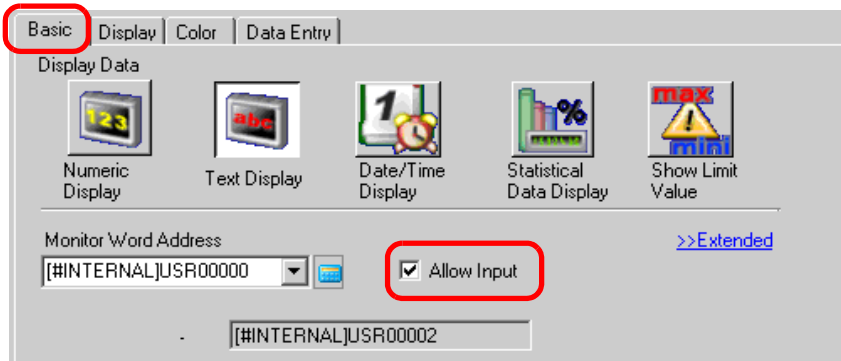 Basic Display Color Data Entry
Display Data
123 abc 1 % max mini
Numeric Display
Text Display
Date/Time Display
Statistical Data Display
Show Limit Value
Monitor Word Address
>>Extended
[#INTERNAL]USR00000
Allow Input
- [#INTERNAL]USR00002